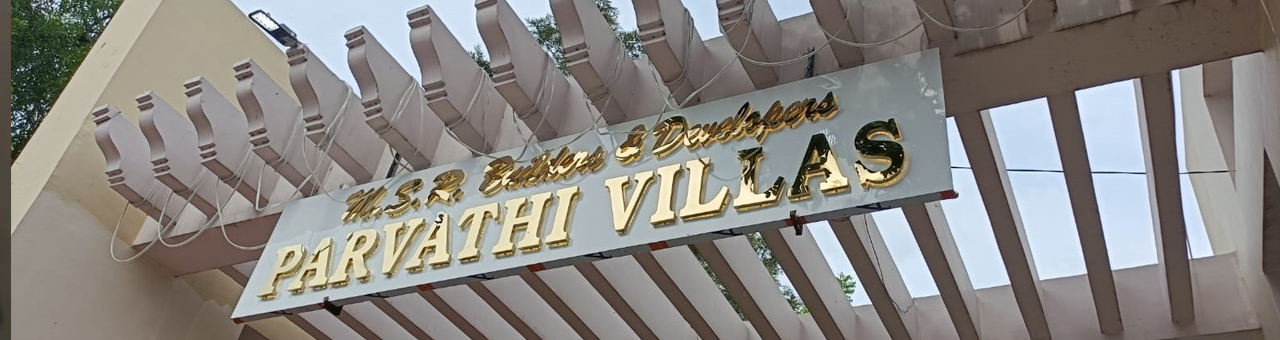 M.S.R. Builders & Developers
PARVATHI VILLAS